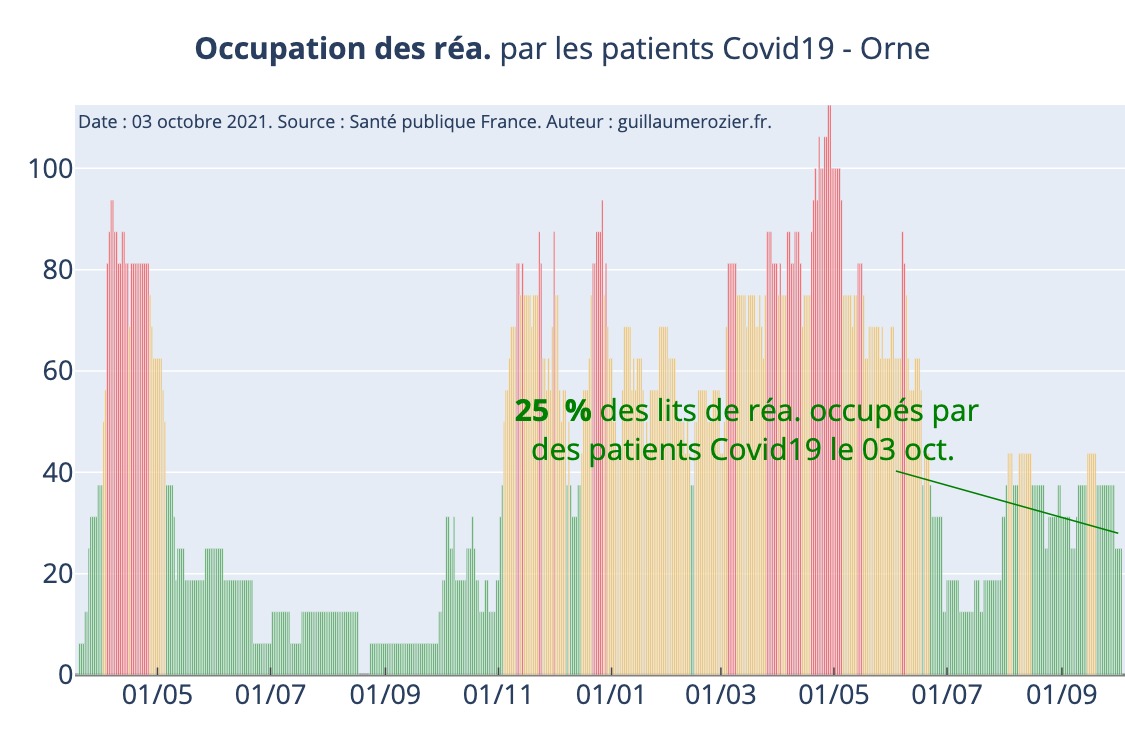 Occupation des réa. par les patients Covid19 - Orne
Date : 03 octobre 2021. Source : Santé publique France. Auteur : guillaumerozier.fr.
100
80
60
25 % des lits de réa. occupés par
des patients Covid19 le 03 oct.
40
20
0
01/05 01/07 01/09 01/11 01/01 01/03 01/05 01/07 01/09